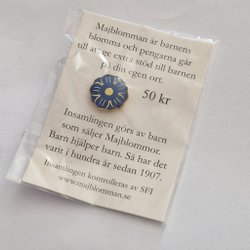 Majblomman är barnens
blomma och pengarna går
till att ge extra stöd till barnen
på din egen ort.
50 kr
Insamlingen görs av barn
som säljer Majblommor.
Barn hjälper barn. Så har det
varit i hundra år sedan 1907.
Insamlingen kontrolleras av SFI
www.majblomman.se